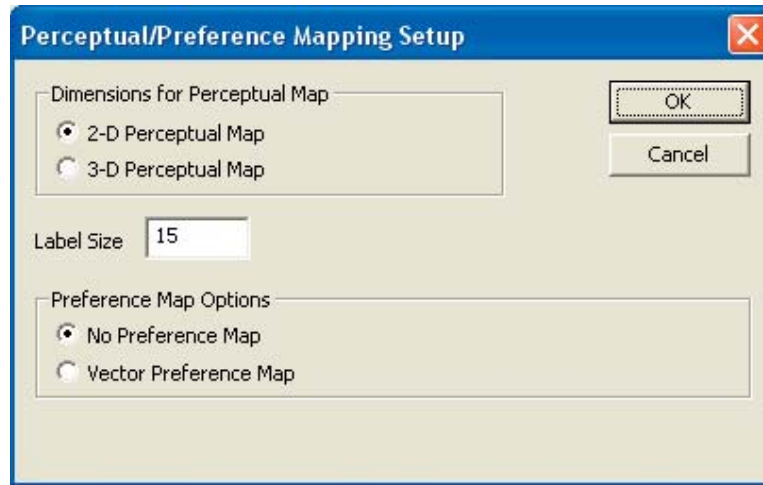 Perceptual/Preference Mapping Setup
Dimensions for Perceptual Map
2-D Perceptual Map
3-D Perceptual Map
OK
Cancel
Label Size 15
Preference Map Options
No Preference Map
Vector Preference Map